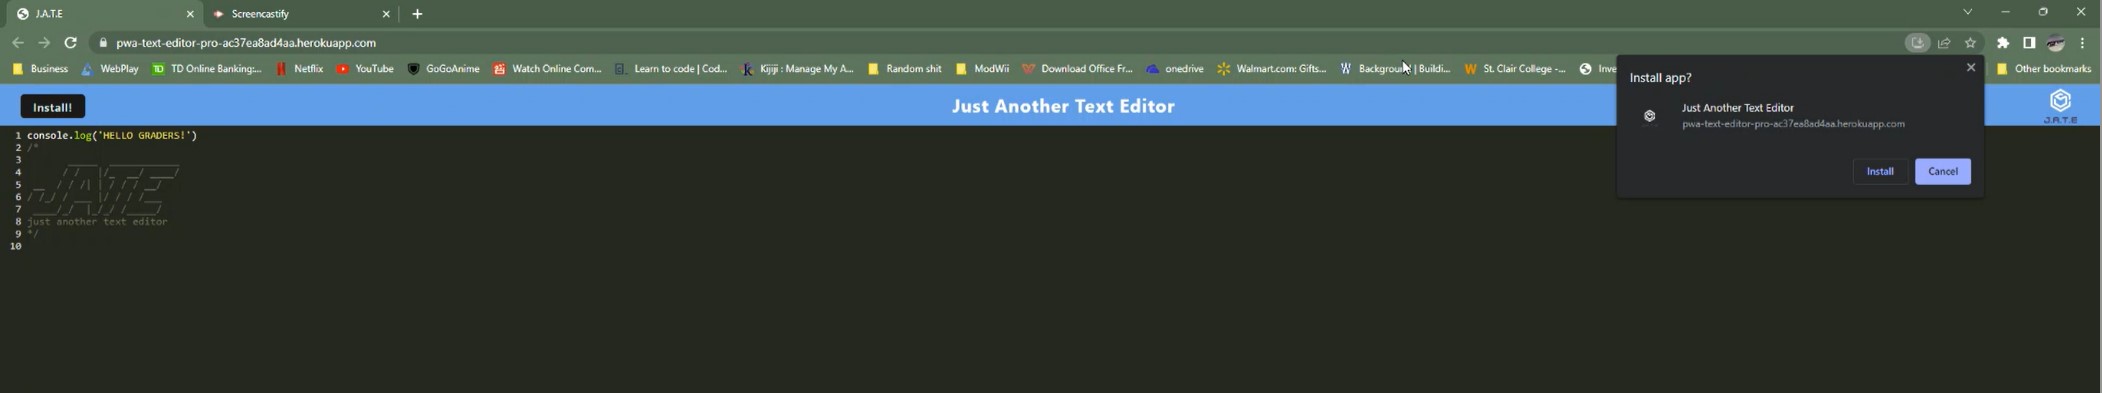 J.A.T.E
Screencastify
pwa-text-editor-pro-ac37ea8ad4aa.herokuapp.com
Business WebPlay TD Online Banking:... Netflix YouTube GoGoAnime Watch Online Com... Learn to code | Cod... Kijiji : Manage My A... Random shit ModWii Download Office Fr... onedrive Walmart.com: Gifts... Background | Buildi... St. Clair College -... Inve Other bookmarks
Install app?
Just Another Text Editor
pwa-text-editor-pro-ac37ea8ad4aa.herokuapp.com
Install Cancel
Install! Just Another Text Editor J.A.T.E
1 console.log('HELLO GRADERS!')
2 /*
3
4
5
6
7
8 just another text editor
9 */
10